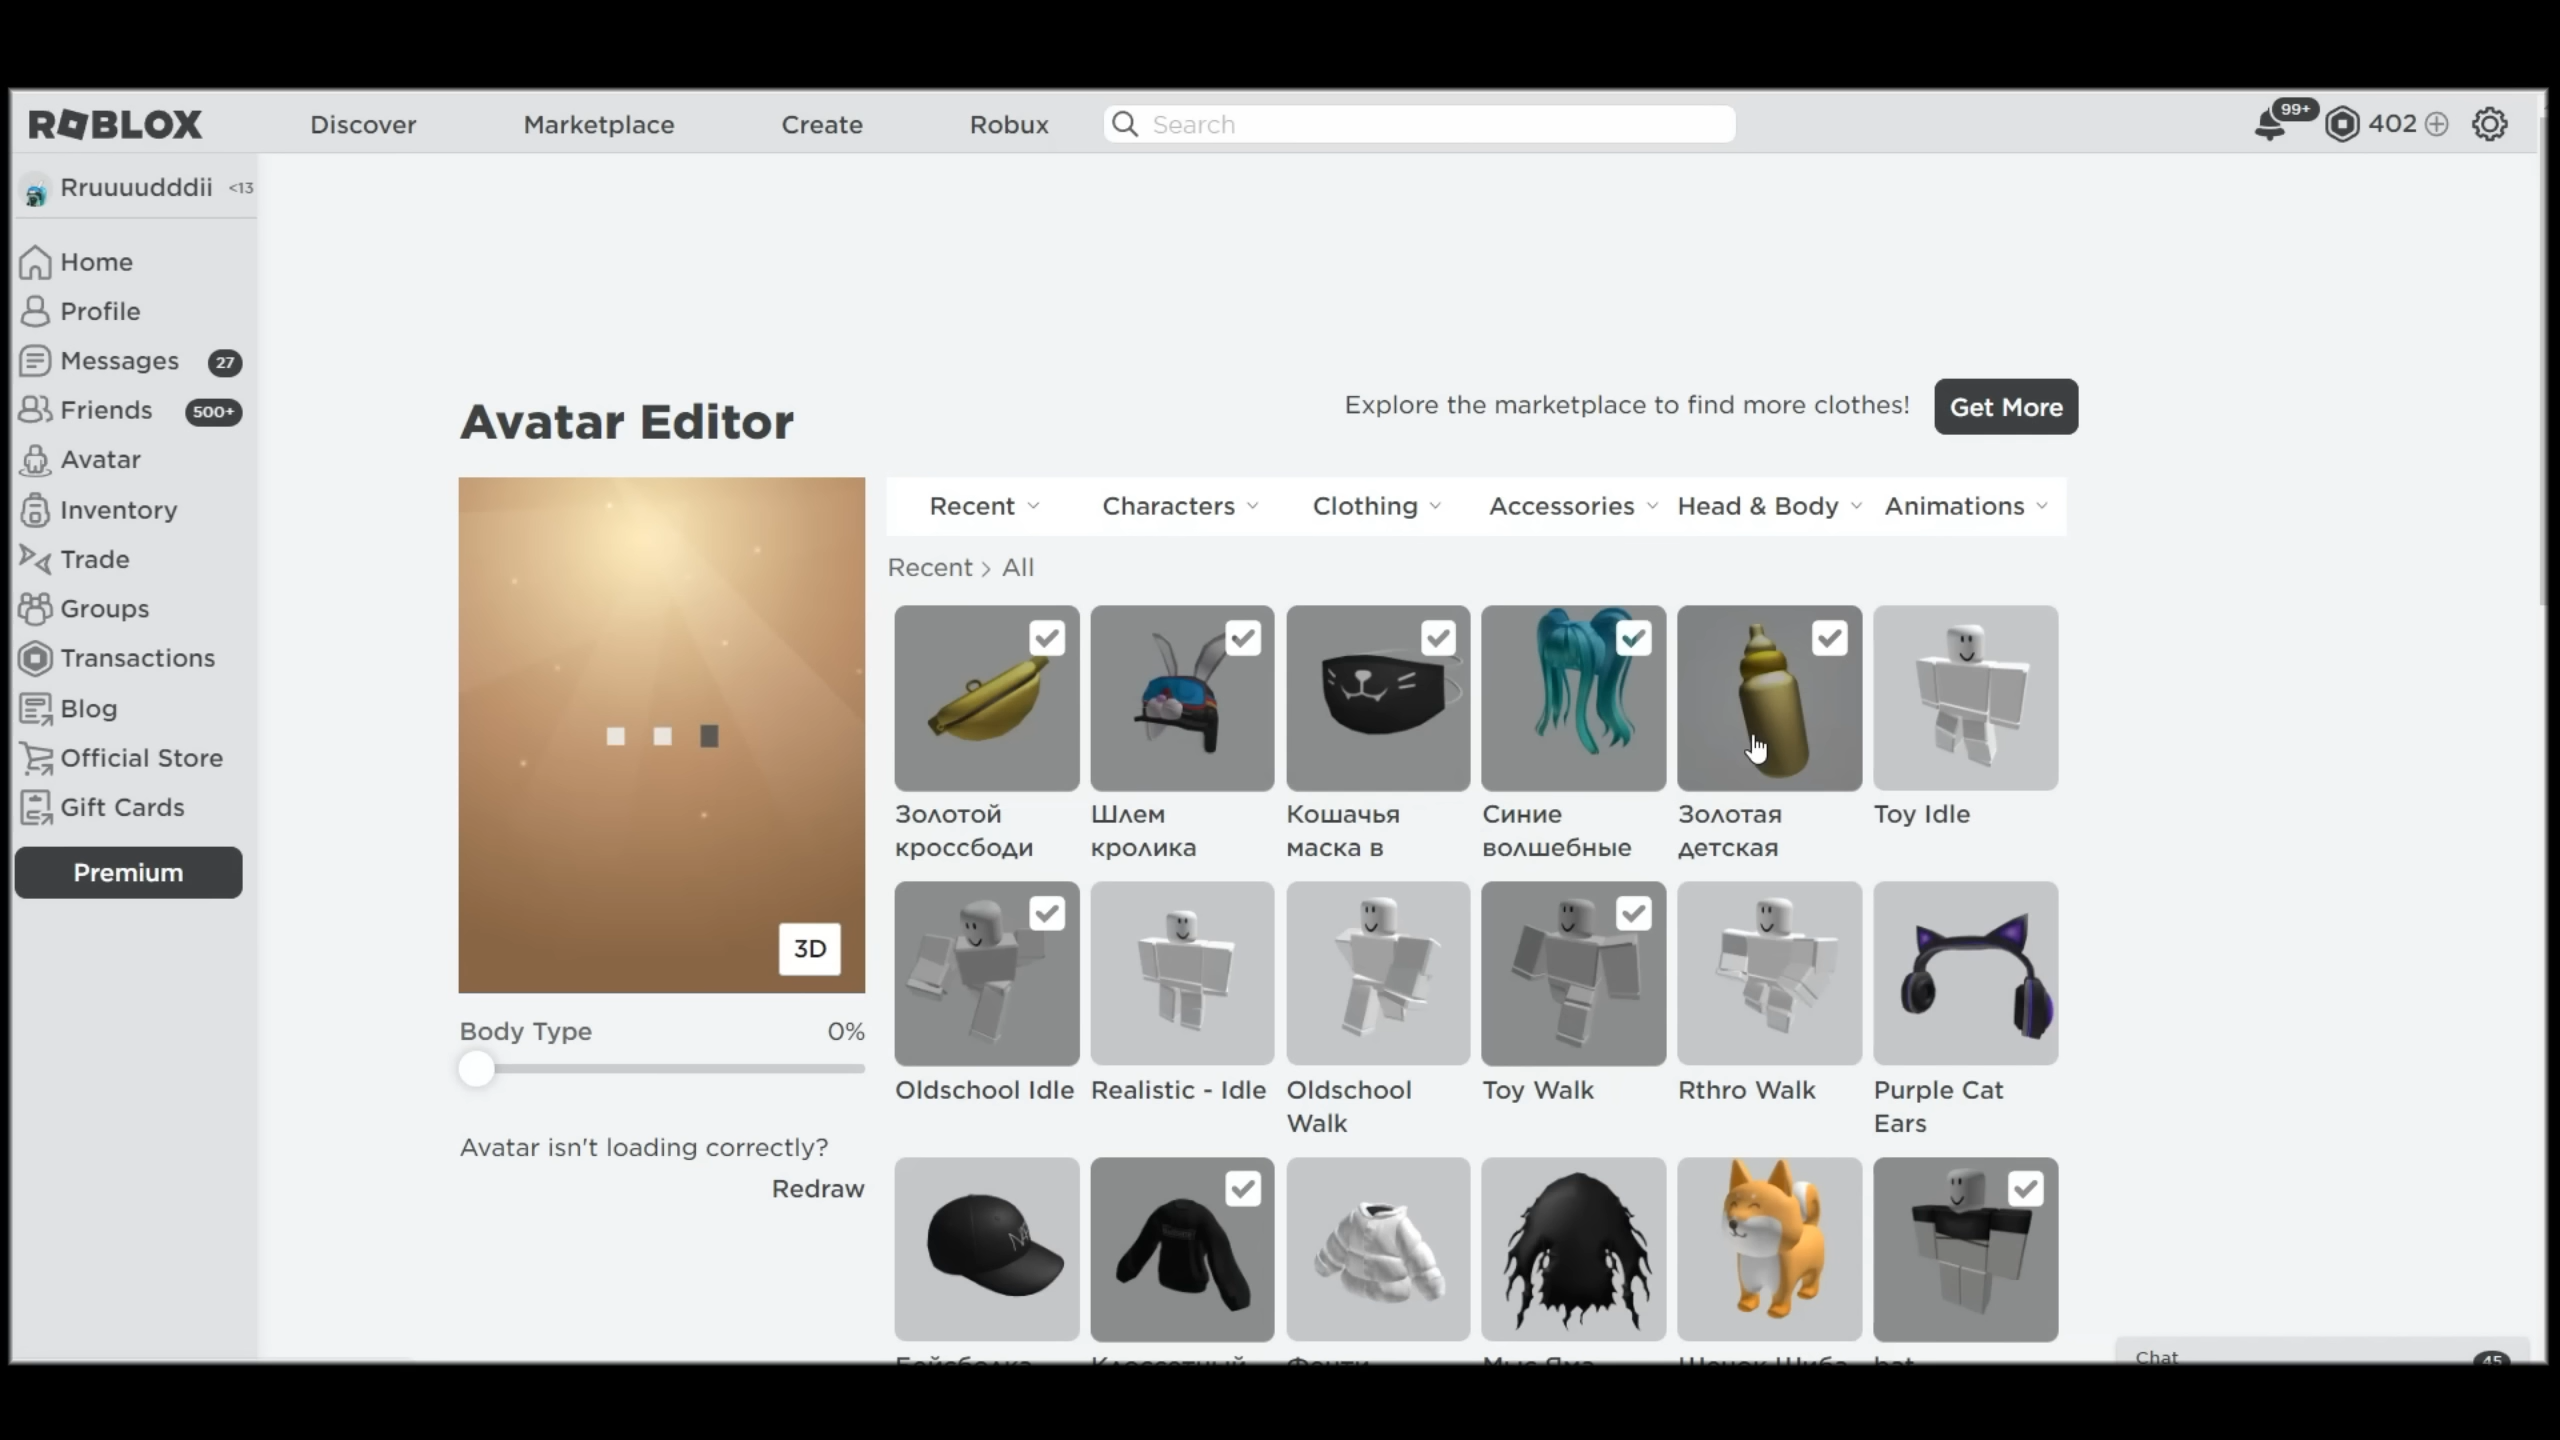 ROBLOX
Discover
Marketplace
Create
Robux
Search
99+
402
Rruuuudddii <13
Home
Profile
Messages 27
Friends 500+
Avatar
Inventory
Trade
Groups
Transactions
Blog
Official Store
Gift Cards
Premium
Avatar Editor
Explore the marketplace to find more clothes!
Get More
3D
Body Type 0%
Avatar isn't loading correctly?
Redraw
Recent
Characters
Clothing
Accessories
Head & Body
Animations
Recent > All
Золотой
кроссбоди
Шлем
кролика
Кошачья
маска в
Синие
волшебные
Золотая
детская
Toy Idle
Oldschool Idle
Realistic - Idle
Oldschool
Walk
Toy Walk
Rthro Walk
Purple Cat
Ears
Chat
45